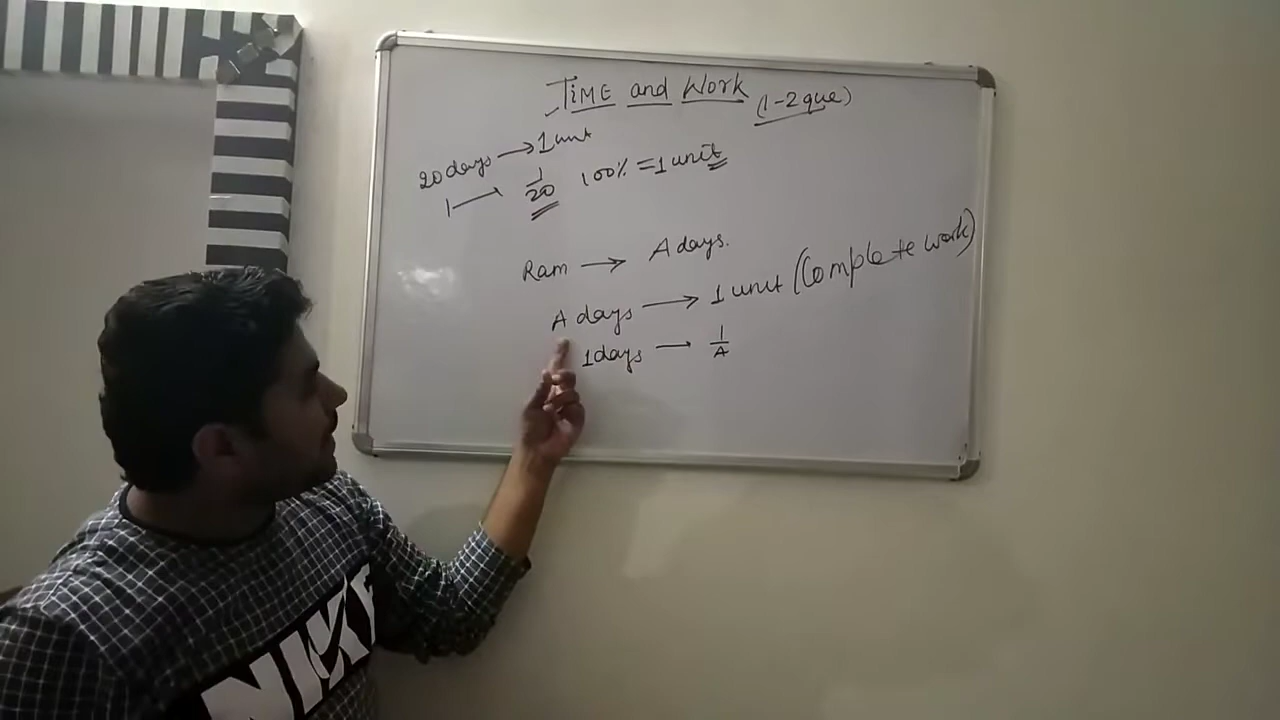 TIME and Work (1-2 que)
20 days → 1 unit
1 → 1/20 100% = 1 unit
Ram → A days.
A days → 1 unit (Complete work)
1 days → 1/A
NIKE